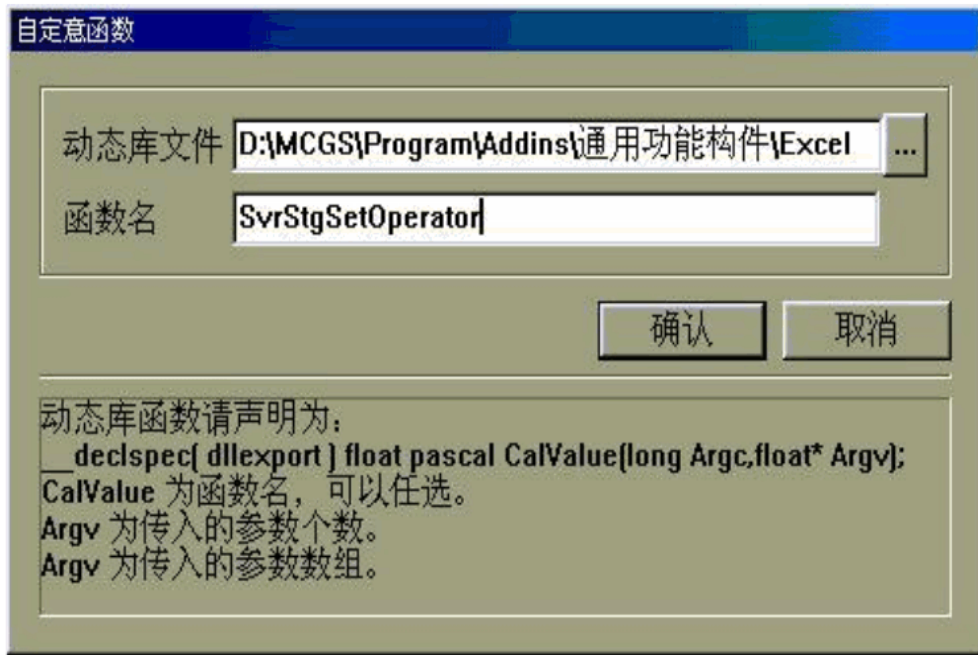 自定意函数
动态库文件 D:\MCGS\Program\Addins\通用功能构件\Excel ...
函数名 SvrStgSetOperator
确认 取消
动态库函数请声明为：
__declspec( dllexport ) float pascal CalValue(long Argc,float* Argv);
CalValue 为函数名，可以任选。
Argv 为传入的参数个数。
Argv 为传入的参数数组。